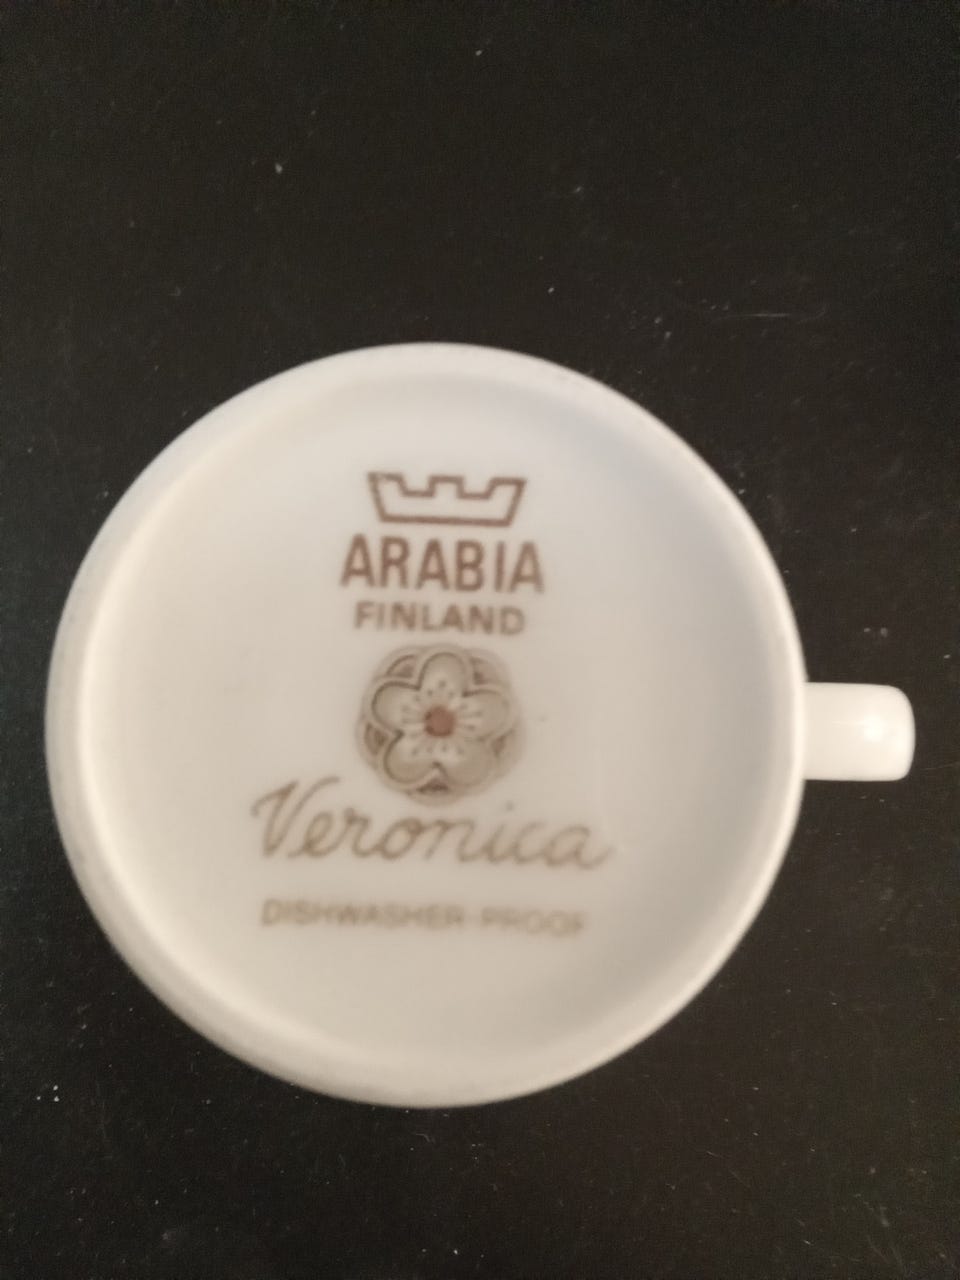 ARABIA
FINLAND
Veronica
DISHWASHER-PROOF